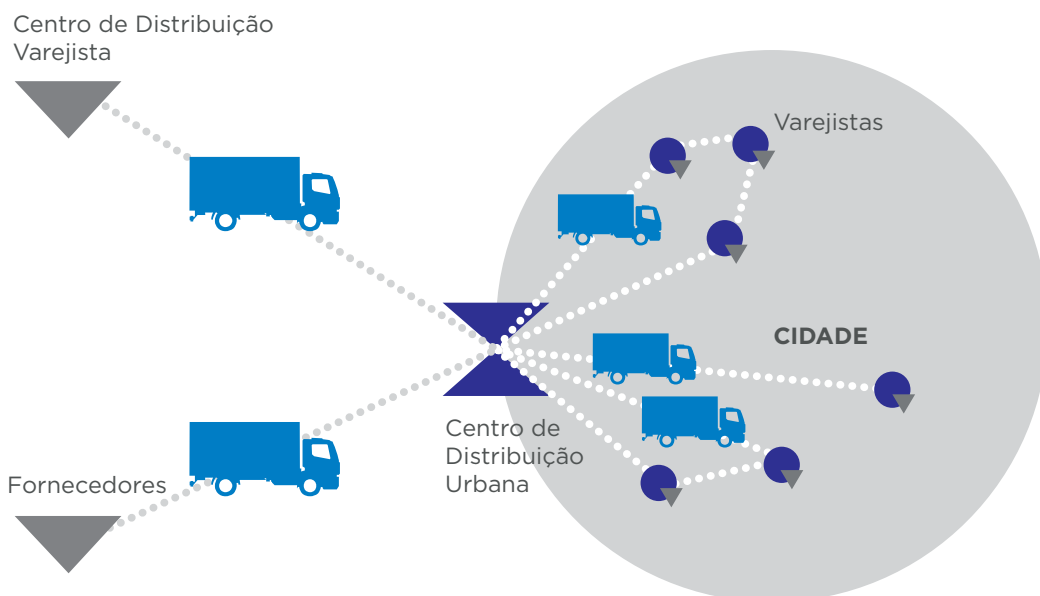 Centro de Distribuição
Varejista
Varejistas
CIDADE
Centro de
Distribuição
Urbana
Fornecedores